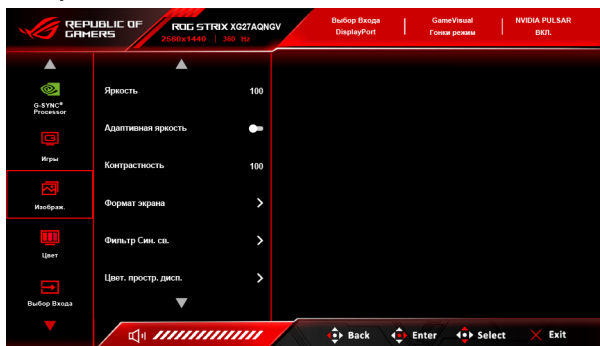 REPUBLIC OF
GAMERS
ROG STRIX XG27AQNGV
2560x1440 | 360 Hz
Выбор Входа
DisplayPort
GameVisual
Гонки режим
NVIDIA PULSAR
ВКЛ.
G-SYNC®
Processor
Игры
Изображ.
Цвет
Выбор Входа
Яркость 100
Адаптивная яркость
Контрастность 100
Формат экрана
Фильтр Син. св.
Цвет. простр. дисп.
Back Enter Select Exit